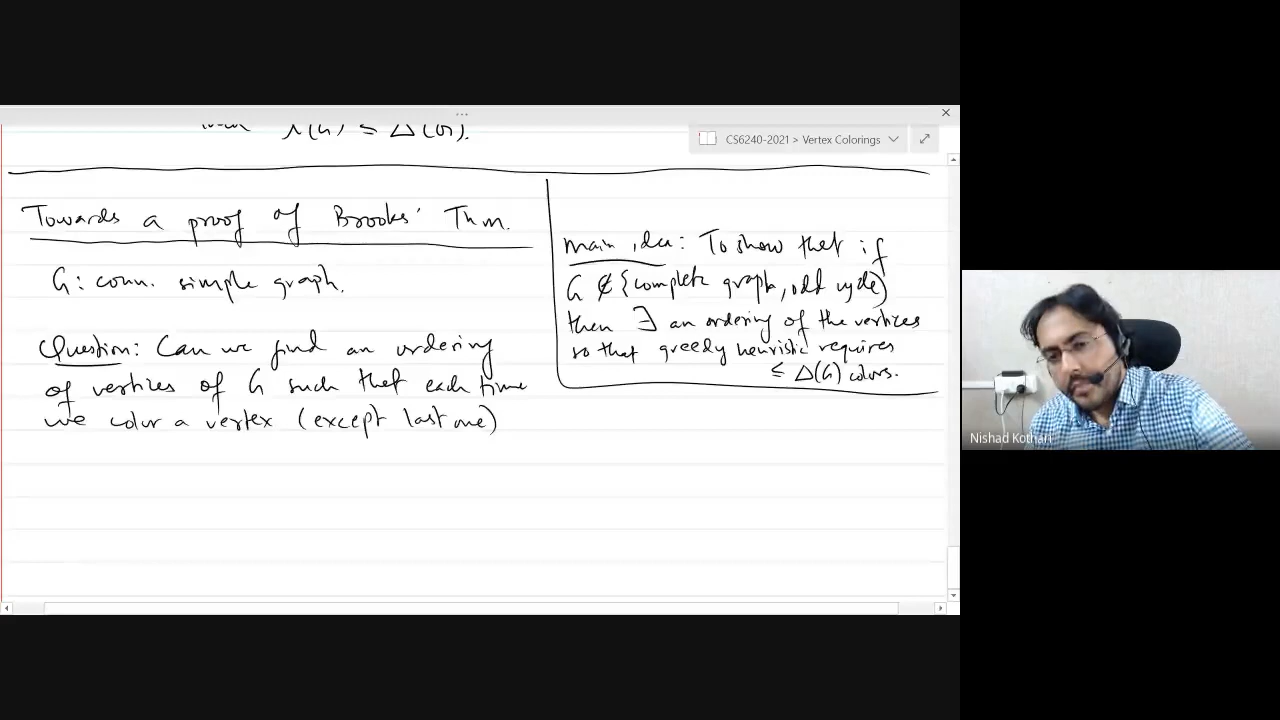 χ(G) ≤ Δ(G).
CS6240-2021 > Vertex Colorings
Towards a proof of Brooks' Thm.
G: conn. simple graph.
Question: Can we find an ordering
of vertices of G such that each time
we color a vertex (except last one)
main idea: To show that if
G ∉ {complete graph, odd cycle}
then ∃ an ordering of the vertices
so that greedy heuristic requires
≤ Δ(G) colors.
Nishad Kothari